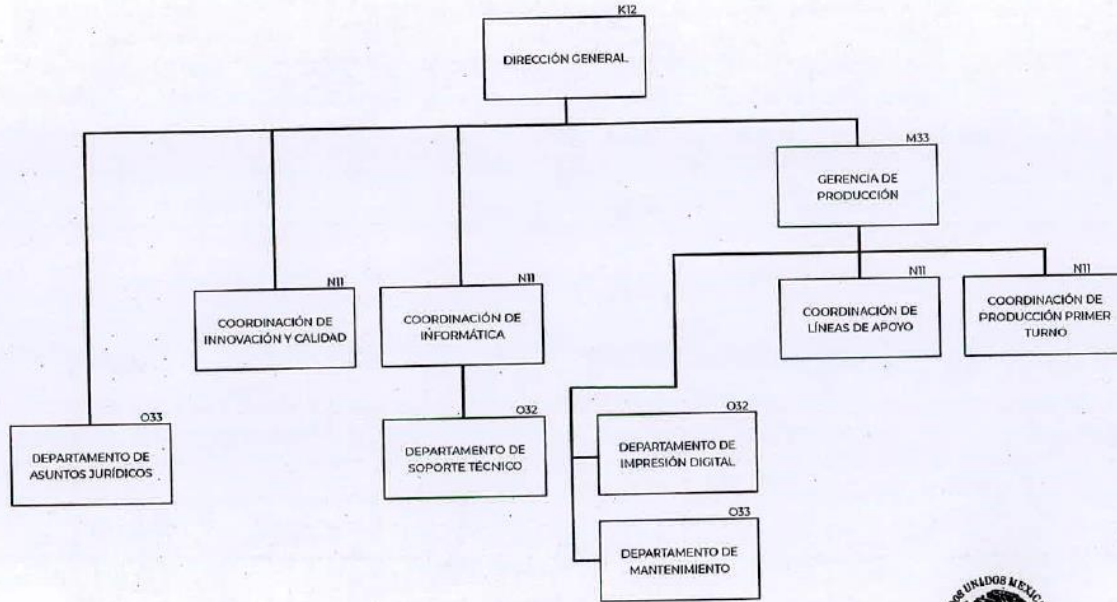 K12
DIRECCIÓN GENERAL
M33
GERENCIA DE
PRODUCCIÓN
N11
COORDINACIÓN DE
INNOVACIÓN Y CALIDAD
N11
COORDINACIÓN DE
INFORMÁTICA
N11
COORDINACIÓN DE
LÍNEAS DE APOYO
N11
COORDINACIÓN DE
PRODUCCIÓN PRIMER
TURNO
O33
DEPARTAMENTO DE
ASUNTOS JURÍDICOS
O32
DEPARTAMENTO DE
SOPORTE TÉCNICO
O32
DEPARTAMENTO DE
IMPRESIÓN DIGITAL
O33
DEPARTAMENTO DE
MANTENIMIENTO
UNIDOS